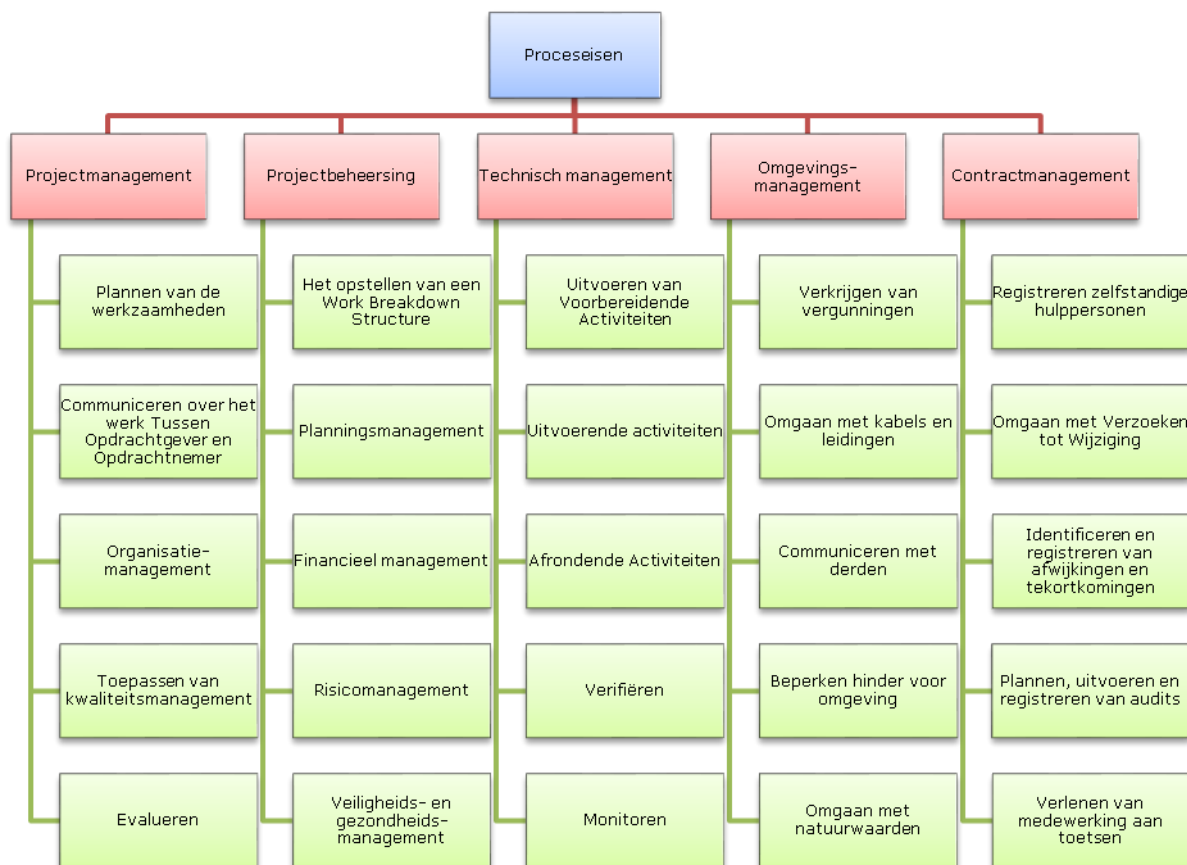 Proceseisen
Projectmanagement
Plannen van de
werkzaamheden
Communiceren over het
werk Tussen
Opdrachtgever en
Opdrachtnemer
Organisatie-
management
Toepassen van
kwaliteitsmanagement
Evalueren
Projectbeheersing
Het opstellen van een
Work Breakdown
Structure
Planningsmanagement
Financieel management
Risicomanagement
Veiligheids- en
gezondheids-
management
Technisch management
Uitvoeren van
Voorbereidende
Activiteiten
Uitvoerende activiteiten
Afrondende Activiteiten
Verifiëren
Monitoren
Omgevings-
management
Verkrijgen van
vergunningen
Omgaan met kabels en
leidingen
Communiceren met
derden
Beperken hinder voor
omgeving
Omgaan met
natuurwaarden
Contractmanagement
Registreren zelfstandige
hulppersonen
Omgaan met Verzoeken
tot Wijziging
Identificeren en
registreren van
afwijkingen en
tekortkomingen
Plannen, uitvoeren en
registreren van audits
Verlenen van
medewerking aan
toetsen